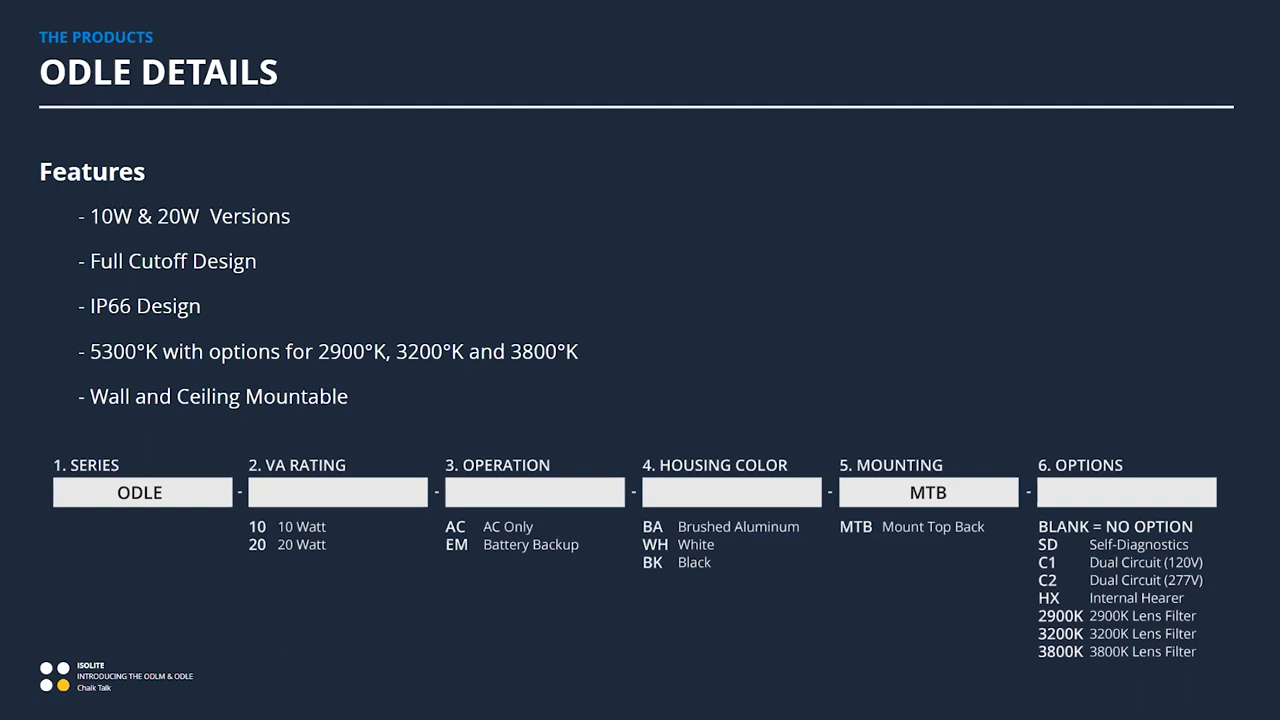 THE PRODUCTS
ODLE DETAILS
Features
- 10W & 20W  Versions
- Full Cutoff Design
- IP66 Design
- 5300°K with options for 2900°K, 3200°K and 3800°K
- Wall and Ceiling Mountable
1. SERIES
ODLE
-
2. VA RATING
10 10 Watt
20 20 Watt
-
3. OPERATION
AC AC Only
EM Battery Backup
-
4. HOUSING COLOR
BA Brushed Aluminum
WH White
BK Black
-
5. MOUNTING
MTB
MTB Mount Top Back
-
6. OPTIONS
BLANK = NO OPTION
SD Self-Diagnostics
C1 Dual Circuit (120V)
C2 Dual Circuit (277V)
HX Internal Hearer
2900K 2900K Lens Filter
3200K 3200K Lens Filter
3800K 3800K Lens Filter
ISOLITE
INTRODUCING THE ODLM & ODLE
Chalk Talk